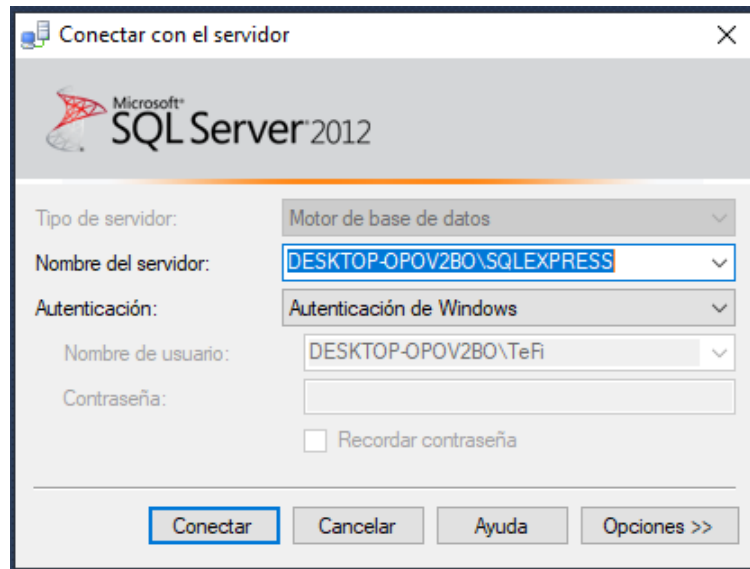 Conectar con el servidor
Microsoft®
SQL Server® 2012
Tipo de servidor: Motor de base de datos
Nombre del servidor: DESKTOP-OPOV2BO\SQLEXPRESS
Autenticación: Autenticación de Windows
Nombre de usuario: DESKTOP-OPOV2BO\TeFi
Contraseña:
Recordar contraseña
Conectar Cancelar Ayuda Opciones >>